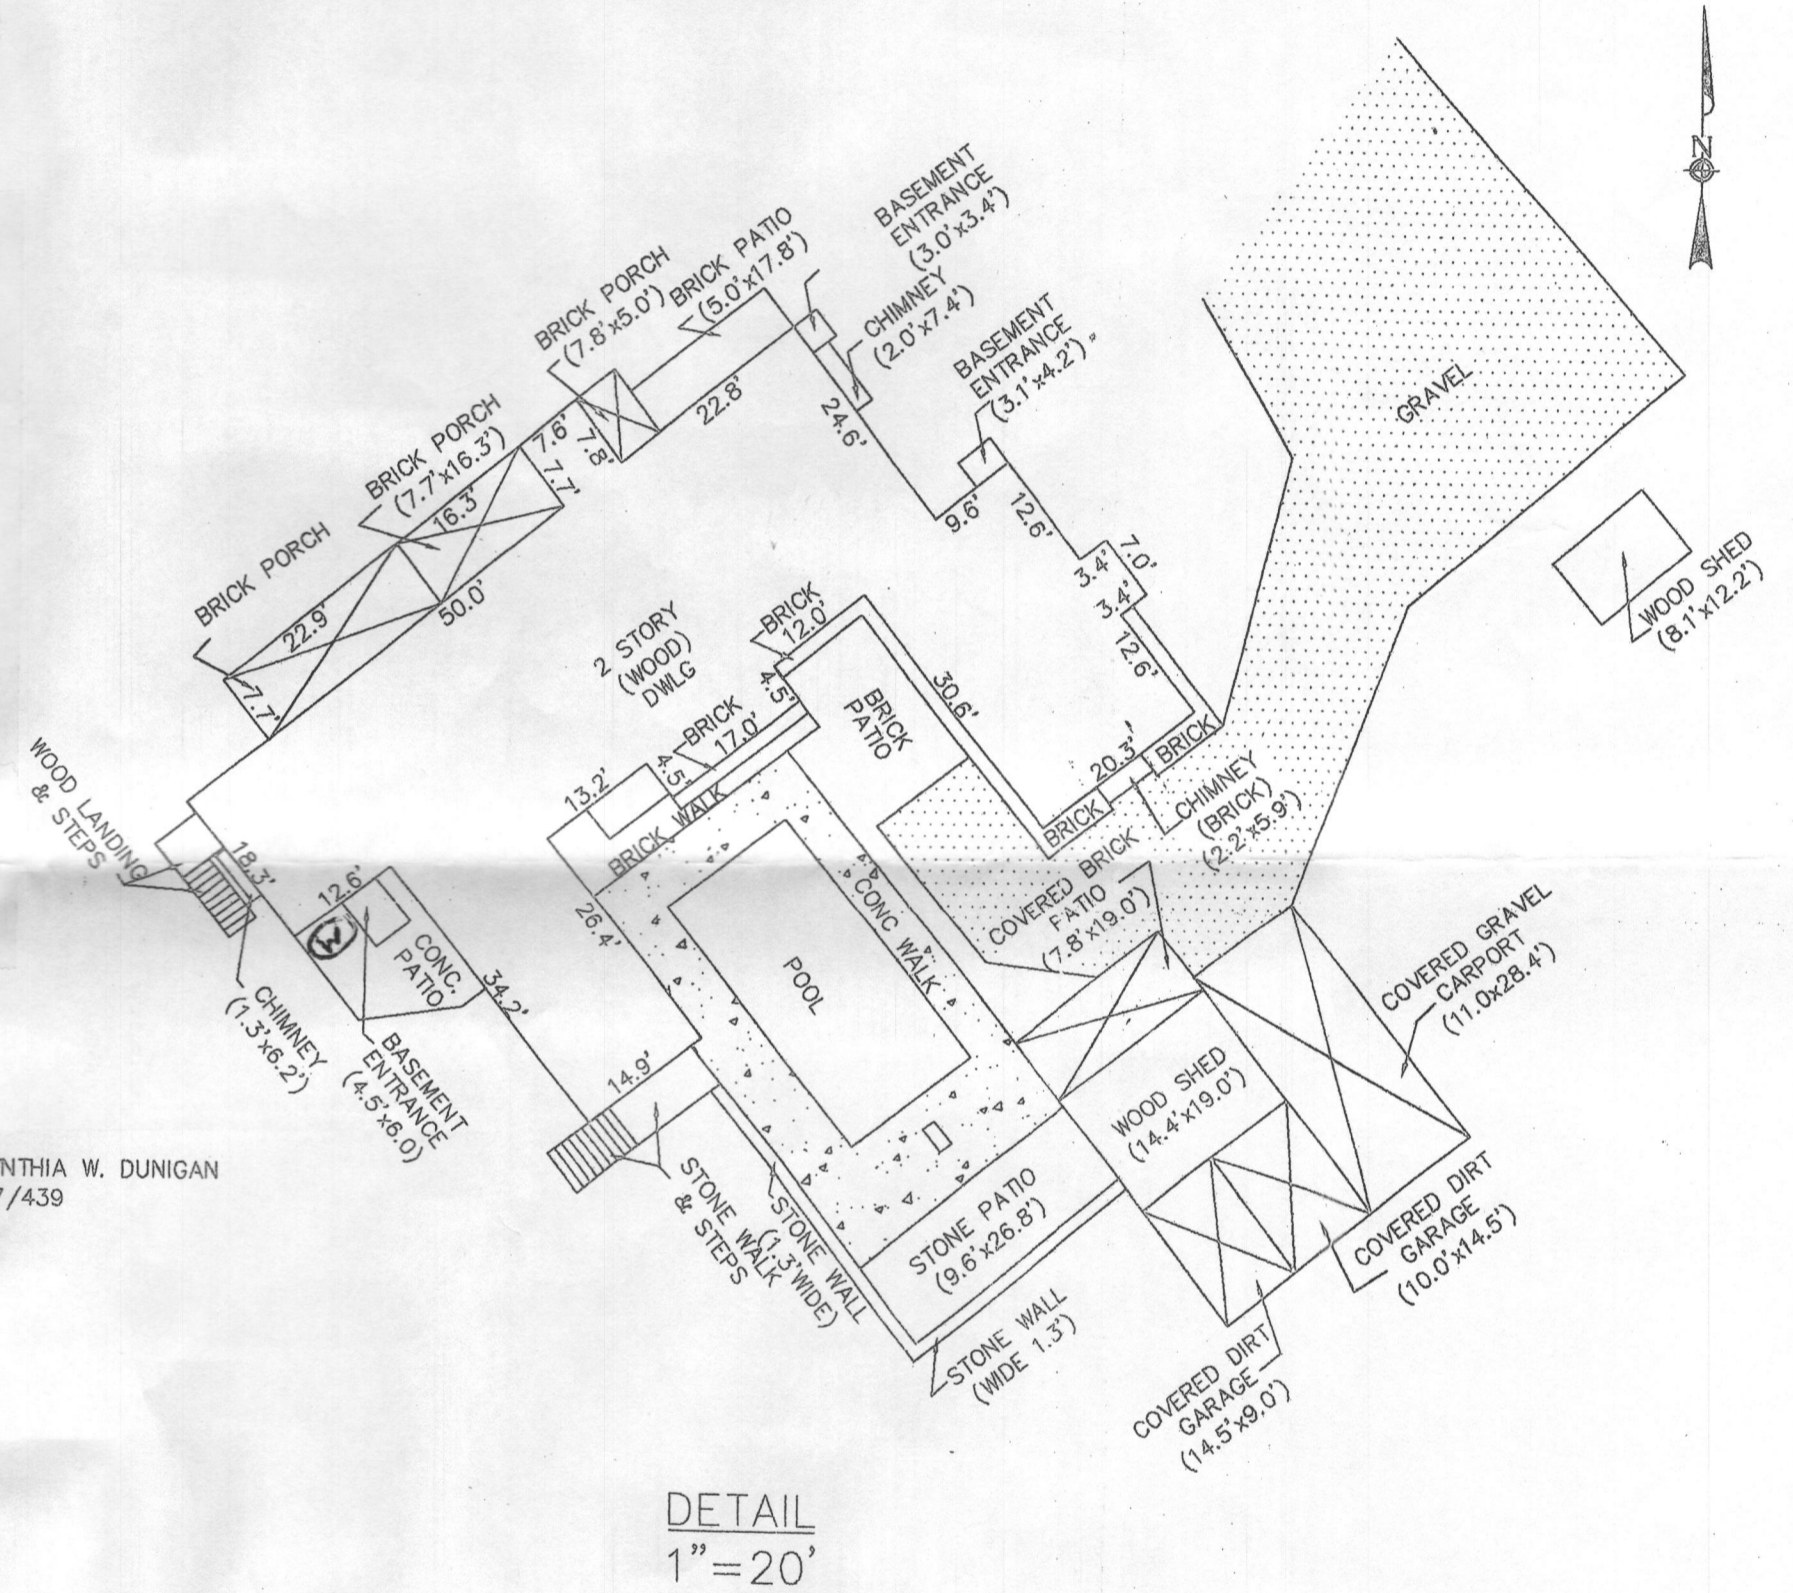 N
BASEMENT
ENTRANCE
(3.0'x3.4')
BRICK PATIO
(5.0'x17.8')
BRICK PORCH
(7.8'x5.0')
CHIMNEY
(2.0'x7.4')
BASEMENT
ENTRANCE
(3.1'x4.2')
BRICK PORCH
(7.7'x16.3')
BRICK PORCH
22.8'
24.6'
7.6'
7.8'
7.7'
16.3'
GRAVEL
9.6'
12.6'
7.0'
3.4'
3.4'
12.6'
22.9'
50.0'
7.7'
WOOD SHED
(8.1'x12.2')
2 STORY
(WOOD)
DWLG
BRICK
12.0'
4.5'
30.6'
BRICK
PATIO
BRICK
17.0'
4.5'
13.2'
BRICK WALK
20.3'
BRICK
BRICK
CHIMNEY
(BRICK)
(2.2'x5.9')
WOOD LANDING
& STEPS
18.3'
12.6'
W
CONC.
PATIO
34.2'
26.4'
POOL
CONC WALK
COVERED BRICK
PATIO
(7.8'x19.0')
COVERED GRAVEL
CARPORT
(11.0x28.4')
CHIMNEY
(1.3'x6.2')
BASEMENT
ENTRANCE
(4.5'x6.0)
14.9'
WOOD SHED
(14.4'x19.0')
NTHIA W. DUNIGAN
7/439
STONE WALK
& STEPS
STONE WALL
(1.3'WIDE)
STONE PATIO
(9.6'x26.8')
STONE WALL
(WIDE 1.3')
COVERED DIRT
GARAGE
(10.0'x14.5')
COVERED DIRT
GARAGE
(14.5'x9.0')
DETAIL
1"=20'